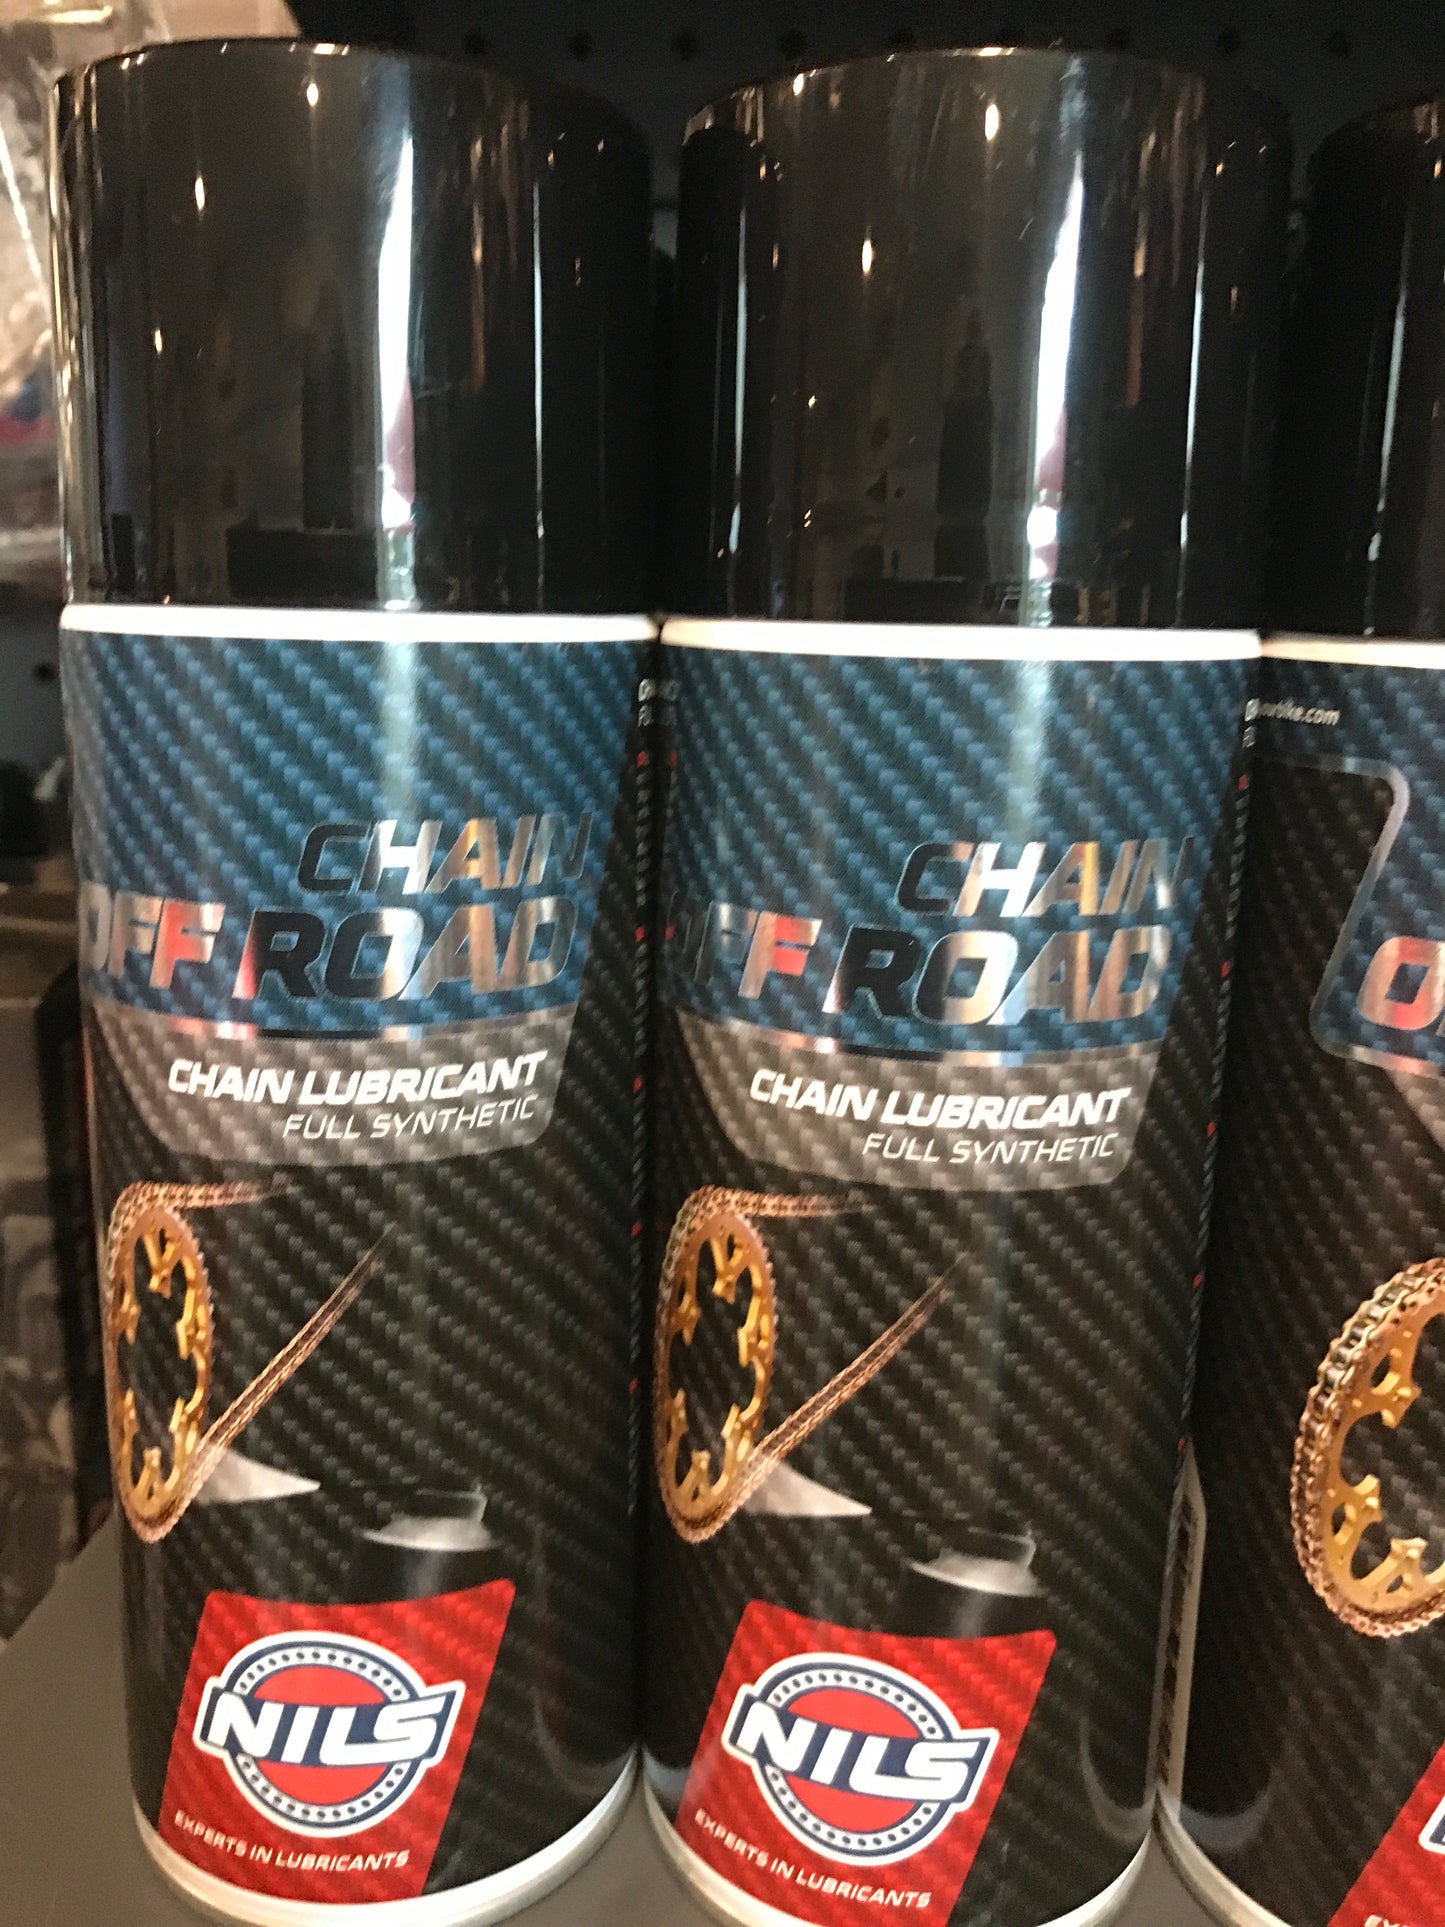 CHAIN
OFF ROAD
CHAIN LUBRICANT
FULL SYNTHETIC
NILS
EXPERTS IN LUBRICANTS
CHAIN
OFF ROAD
CHAIN LUBRICANT
FULL SYNTHETIC
NILS
EXPERTS IN LUBRICANTS